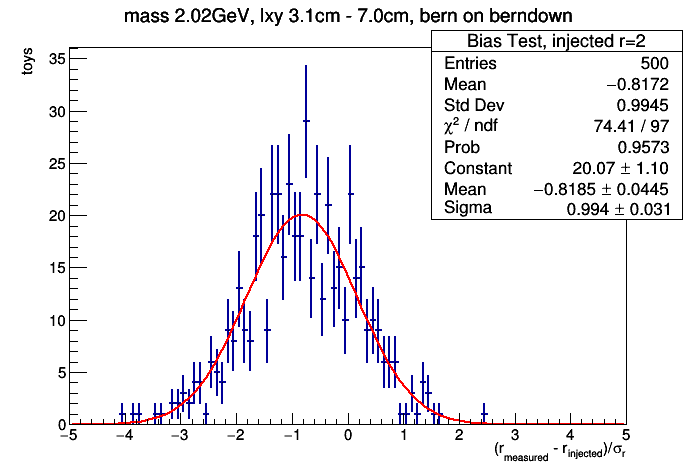 mass 2.02GeV, lxy 3.1cm - 7.0cm, bern on berndown
Bias Test, injected r=2
Entries 500
Mean −0.8172
Std Dev 0.9945
χ² / ndf 74.41 / 97
Prob 0.9573
Constant 20.07 ± 1.10
Mean −0.8185 ± 0.0445
Sigma 0.994 ± 0.031
toys
35
30
25
20
15
10
5
0
−5 −4 −3 −2 −1 0 1 2 3 4 5
(r_measured - r_injected)/σ_r